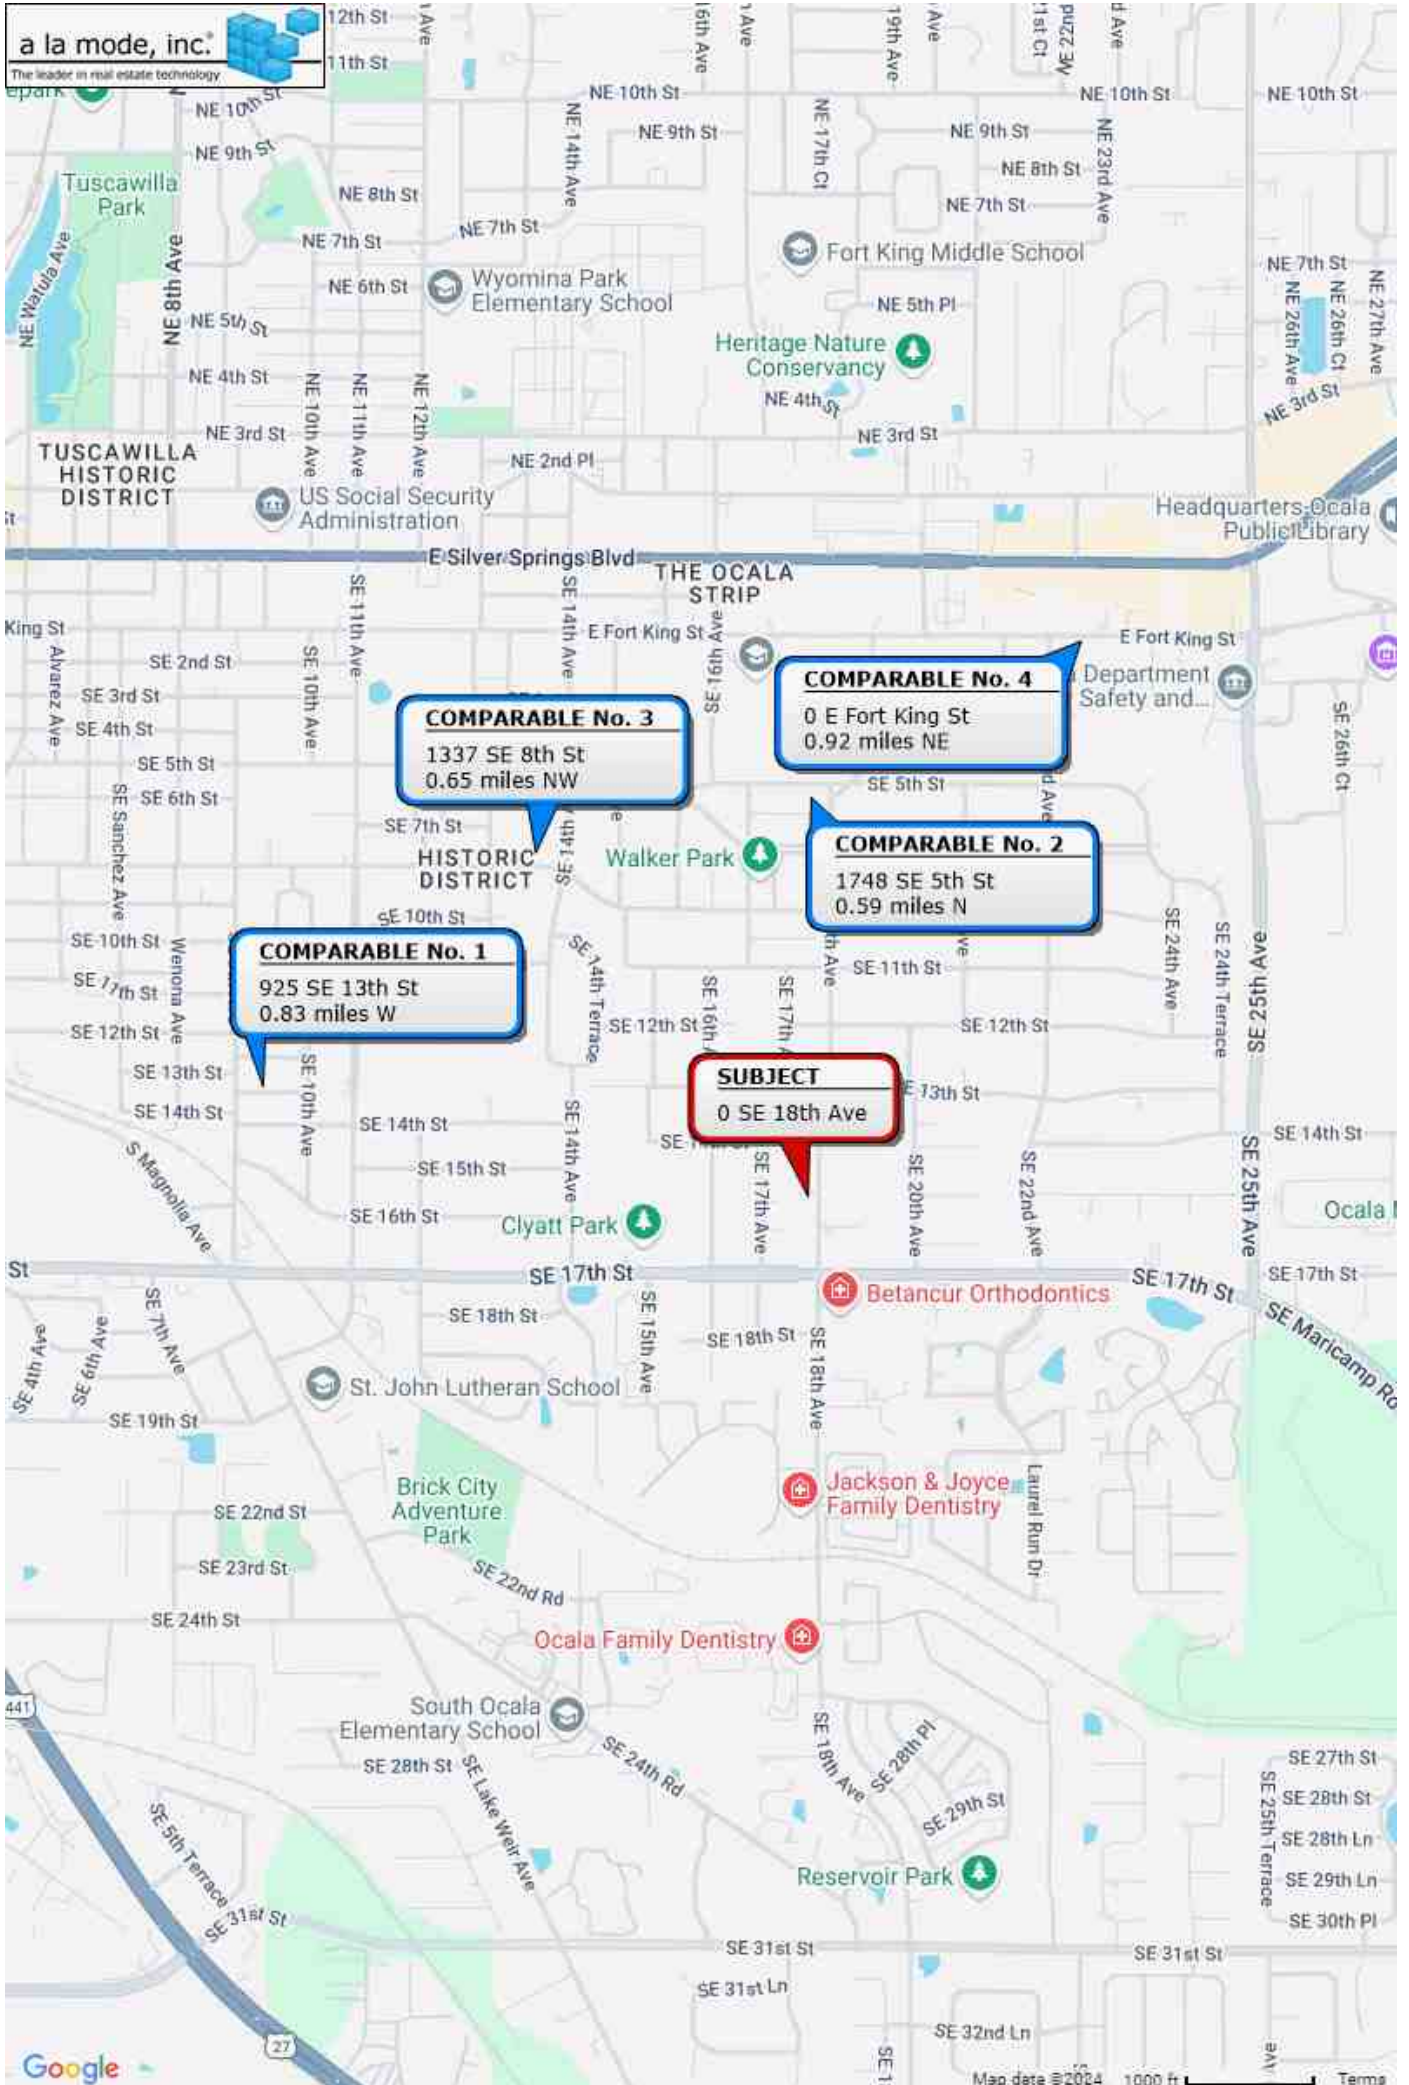 a la mode, inc.
The leader in real estate technology
12th St
11th St
NE 10th St
NE 10th St
NE 10th St
NE 10th St
NE 9th St
NE 9th St
NE 9th St
NE 14th Ave
NE 17th Ct
NE 23rd Ave
16th Ave
19th Ave
NE 8th St
NE 8th St
Tuscawilla
Park
NE 7th St
NE 7th St
NE 7th St
NE 7th St
Fort King Middle School
NE Watula Ave
NE 8th Ave
NE 6th St
Wyomina Park
Elementary School
NE 5th Pl
NE 26th Ave
NE 26th Ct
NE 27th Ave
NE 5th St
Heritage Nature
Conservancy
NE 4th St
NE 4th St
NE 10th Ave
NE 11th Ave
NE 12th Ave
NE 3rd St
NE 3rd St
NE 3rd St
NE 2nd Pl
TUSCAWILLA
HISTORIC
DISTRICT
US Social Security
Administration
Headquarters-Ocala
Public Library
E Silver Springs Blvd
THE OCALA
STRIP
SE 11th Ave
SE 14th Ave
SE 16th Ave
King St
E Fort King St
E Fort King St
Alvarez Ave
SE 2nd St
SE 10th Ave
SE 3rd St
SE 4th St
SE 5th St
SE 6th St
SE Sanchez Ave
Department
Safety and...
SE 26th Ct
COMPARABLE No. 4
0 E Fort King St
0.92 miles NE
COMPARABLE No. 3
1337 SE 8th St
0.65 miles NW
SE 5th St
SE 7th St
HISTORIC
DISTRICT
SE 14th
Walker Park
COMPARABLE No. 2
1748 SE 5th St
0.59 miles N
SE 10th St
SE 10th St
COMPARABLE No. 1
925 SE 13th St
0.83 miles W
Wenona Ave
SE 11th St
SE 11th St
SE 14th Terrace
SE 24th Ave
SE 24th Terrace
SE 25th Ave
SE 12th St
SE 12th St
SE 12th St
SE 16th
SE 17th
SE 13th St
13th St
SUBJECT
0 SE 18th Ave
SE 14th St
SE 14th St
SE 14th St
SE 10th Ave
SE 14th Ave
SE 15th St
SE 16th St
S Magnolia Ave
SE 17th Ave
SE 20th Ave
SE 22nd Ave
SE 25th Ave
Clyatt Park
Ocala
St
SE 17th St
SE 17th St
SE 17th St
Betancur Orthodontics
SE Maricamp
SE 18th St
SE 18th St
SE 4th Ave
SE 6th Ave
SE 7th Ave
SE 15th Ave
SE 18th Ave
St. John Lutheran School
SE 19th St
Brick City
Adventure
Park
Jackson & Joyce
Family Dentistry
Laurel Run Dr
SE 22nd St
SE 23rd St
SE 22nd Rd
SE 24th St
Ocala Family Dentistry
441
South Ocala
Elementary School
SE 28th St
SE Lake Weir Ave
SE 24th Rd
SE 18th Ave
SE 28th Pl
SE 29th St
SE 27th St
SE 28th St
SE 28th Ln
SE 29th Ln
SE 30th Pl
SE 25th Terrace
SE 5th Terrace
Reservoir Park
SE 31st St
SE 31st St
SE 31st St
SE 31st Ln
SE 32nd Ln
27
Google
Map data ©2024
1000 ft
Terms